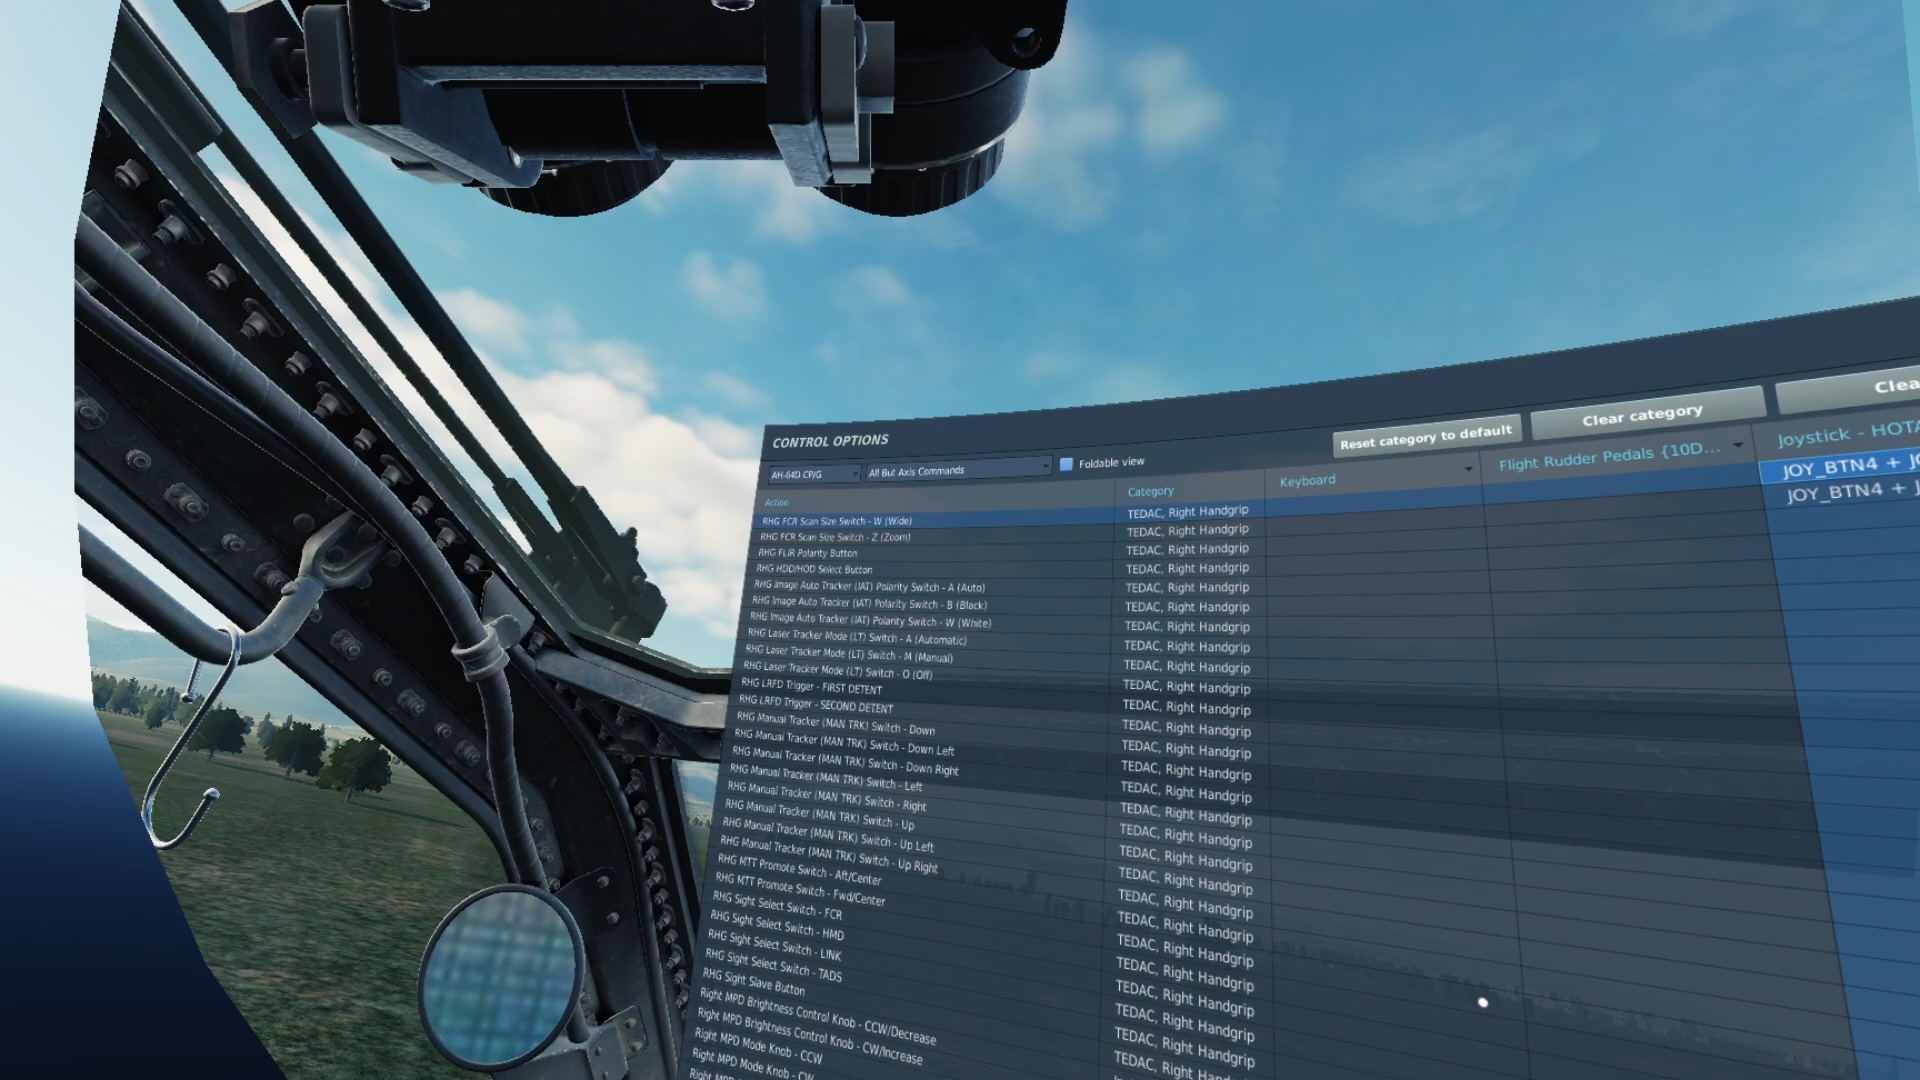 CONTROL OPTIONS
Reset category to default
Clear category
Clea
AH-64D CP/G
All But Axis Commands
Foldable view
Action
Category
Keyboard
Flight Rudder Pedals {10D...
Joystick - HOTA
RHG FCR Scan Size Switch - W (Wide) TEDAC, Right Handgrip JOY_BTN4 + JO
RHG FCR Scan Size Switch - Z (Zoom) TEDAC, Right Handgrip JOY_BTN4 + J
RHG FLIR Polarity Button TEDAC, Right Handgrip
RHG HDD/HOD Select Button TEDAC, Right Handgrip
RHG Image Auto Tracker (IAT) Polarity Switch - A (Auto) TEDAC, Right Handgrip
RHG Image Auto Tracker (IAT) Polarity Switch - B (Black) TEDAC, Right Handgrip
RHG Image Auto Tracker (IAT) Polarity Switch - W (White) TEDAC, Right Handgrip
RHG Laser Tracker Mode (LT) Switch - A (Automatic) TEDAC, Right Handgrip
RHG Laser Tracker Mode (LT) Switch - M (Manual) TEDAC, Right Handgrip
RHG Laser Tracker Mode (LT) Switch - O (Off) TEDAC, Right Handgrip
RHG LRFD Trigger - FIRST DETENT TEDAC, Right Handgrip
RHG LRFD Trigger - SECOND DETENT TEDAC, Right Handgrip
RHG Manual Tracker (MAN TRK) Switch - Down TEDAC, Right Handgrip
RHG Manual Tracker (MAN TRK) Switch - Down Left TEDAC, Right Handgrip
RHG Manual Tracker (MAN TRK) Switch - Down Right TEDAC, Right Handgrip
RHG Manual Tracker (MAN TRK) Switch - Left TEDAC, Right Handgrip
RHG Manual Tracker (MAN TRK) Switch - Right TEDAC, Right Handgrip
RHG Manual Tracker (MAN TRK) Switch - Up TEDAC, Right Handgrip
RHG Manual Tracker (MAN TRK) Switch - Up Left TEDAC, Right Handgrip
RHG Manual Tracker (MAN TRK) Switch - Up Right TEDAC, Right Handgrip
RHG MTT Promote Switch - Aft/Center TEDAC, Right Handgrip
RHG MTT Promote Switch - Fwd/Center TEDAC, Right Handgrip
RHG Sight Select Switch - FCR TEDAC, Right Handgrip
RHG Sight Select Switch - HMD TEDAC, Right Handgrip
RHG Sight Select Switch - LINK TEDAC, Right Handgrip
RHG Sight Select Switch - TADS TEDAC, Right Handgrip
RHG Sight Slave Button TEDAC, Right Handgrip
Right MPD Brightness Control Knob - CCW/Decrease
Right MPD Brightness Control Knob - CW/Increase
Right MPD Mode Knob - CCW
Right MPD Mode Knob - CW